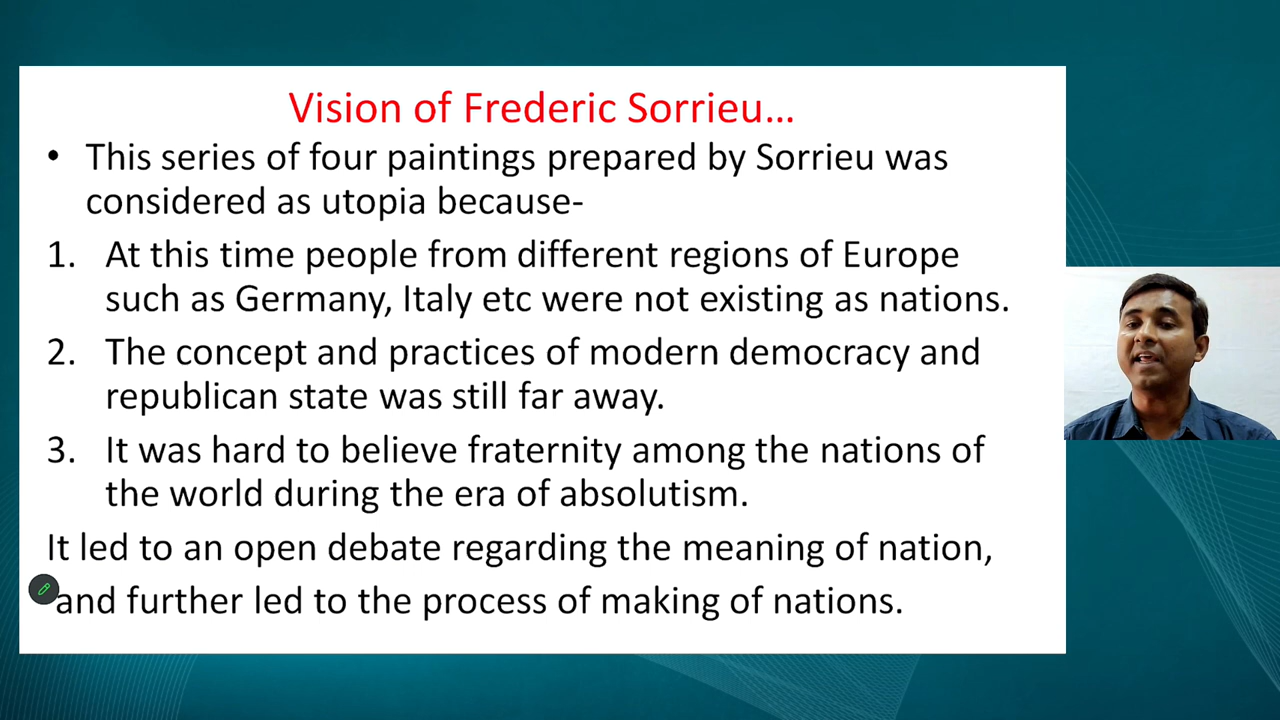 Vision of Frederic Sorrieu...
• This series of four paintings prepared by Sorrieu was
considered as utopia because-
1. At this time people from different regions of Europe
such as Germany, Italy etc were not existing as nations.
2. The concept and practices of modern democracy and
republican state was still far away.
3. It was hard to believe fraternity among the nations of
the world during the era of absolutism.
It led to an open debate regarding the meaning of nation,
and further led to the process of making of nations.